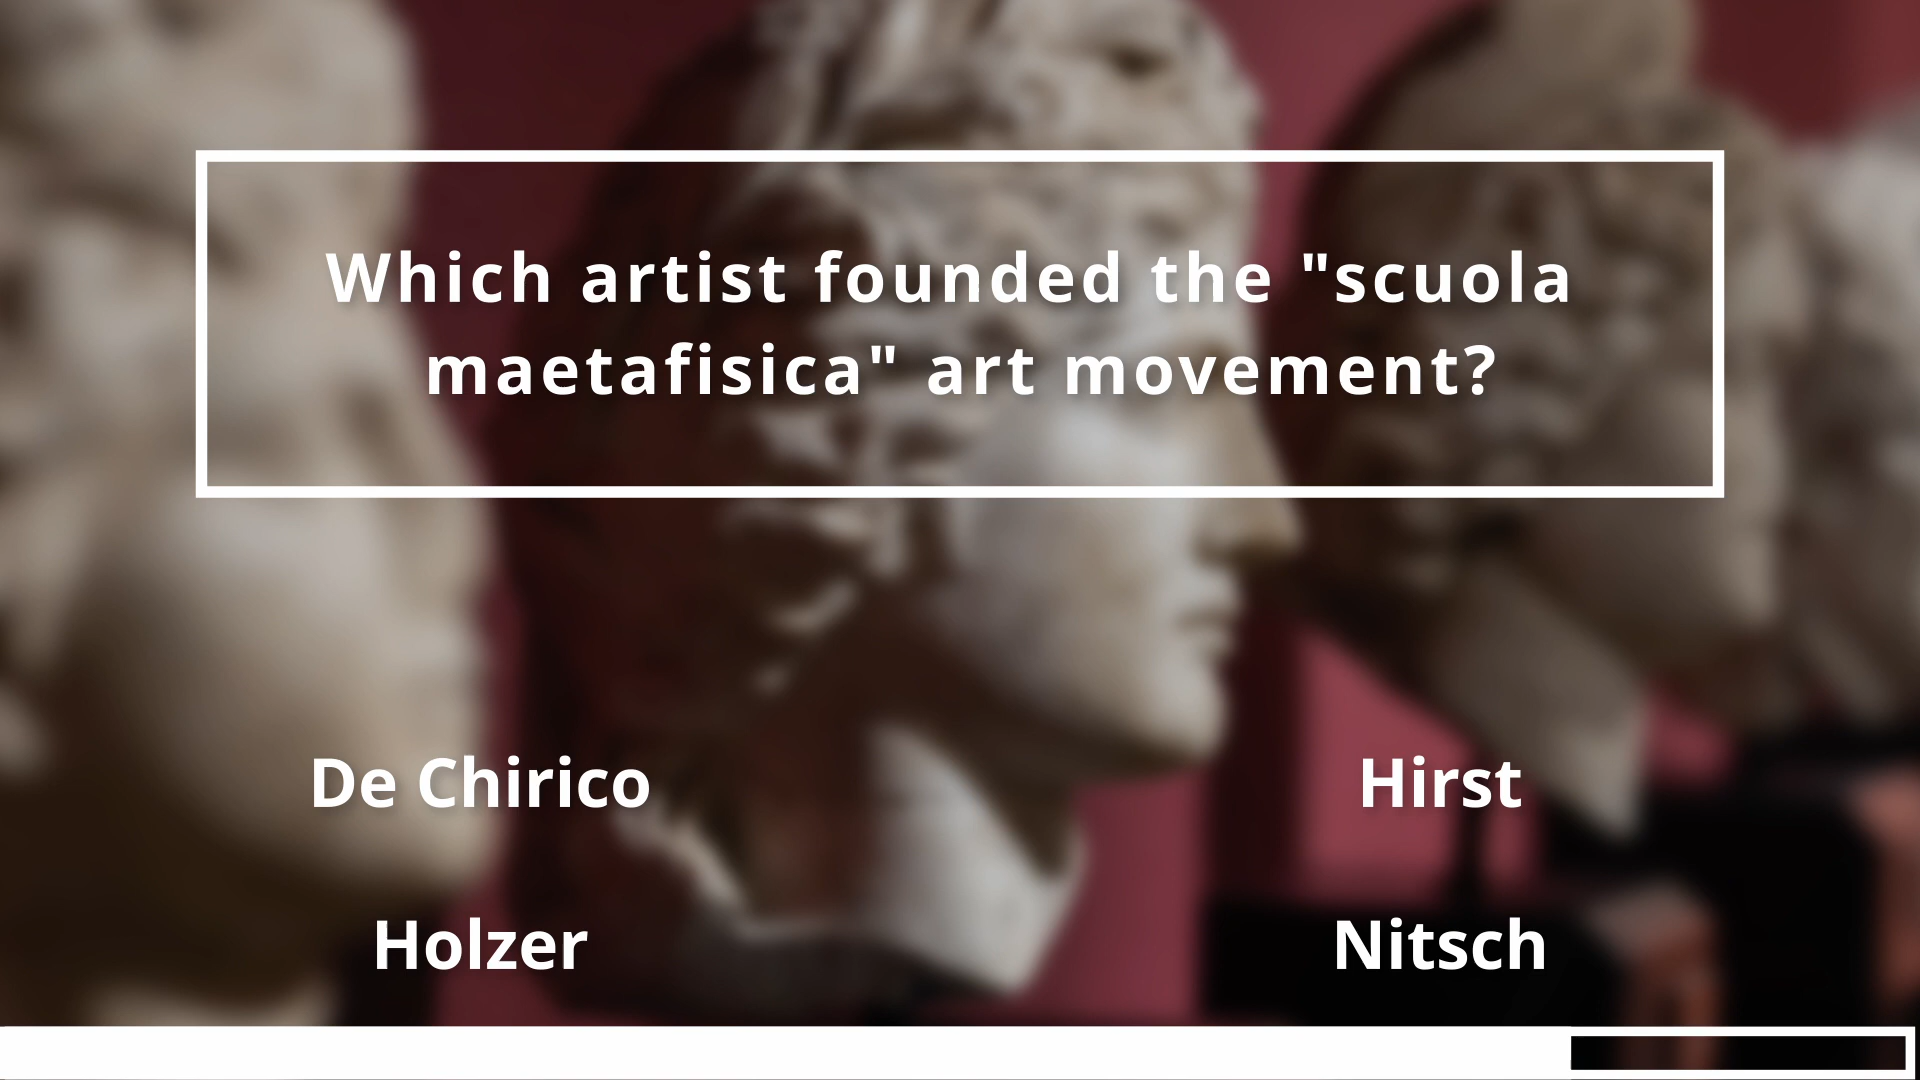 Which artist founded the "scuola
maetafisica" art movement?
De Chirico
Hirst
Holzer
Nitsch